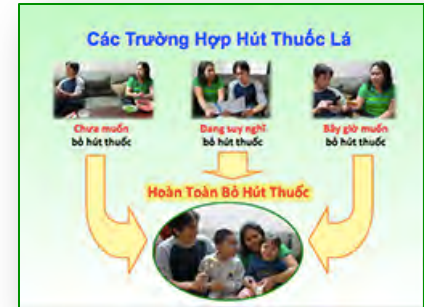 Các Trường Hợp Hút Thuốc Lá
Chưa muốn
bỏ hút thuốc
Đang suy nghĩ
bỏ hút thuốc
Bây giờ muốn
bỏ hút thuốc
Hoàn Toàn Bỏ Hút Thuốc